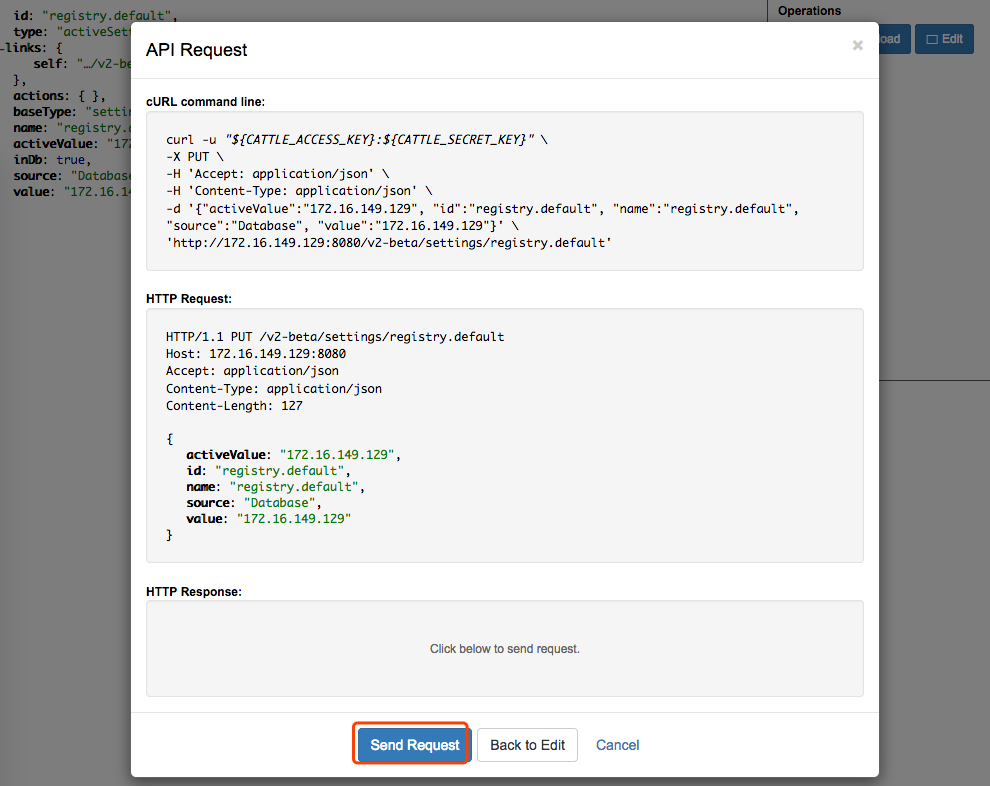 id: "registry.default",
type: "activeSett
links: {
self: "…/v2-be
},
actions: { },
baseType: "settin
name: "registry.d
activeValue: "172
inDb: true,
source: "Database
value: "172.16.14
Operations
oad
Edit
API Request
×
cURL command line:
curl -u "${CATTLE_ACCESS_KEY}:${CATTLE_SECRET_KEY}" \
-X PUT \
-H 'Accept: application/json' \
-H 'Content-Type: application/json' \
-d '{"activeValue":"172.16.149.129", "id":"registry.default", "name":"registry.default",
"source":"Database", "value":"172.16.149.129"}' \
'http://172.16.149.129:8080/v2-beta/settings/registry.default'
HTTP Request:
HTTP/1.1 PUT /v2-beta/settings/registry.default
Host: 172.16.149.129:8080
Accept: application/json
Content-Type: application/json
Content-Length: 127
{
activeValue: "172.16.149.129",
id: "registry.default",
name: "registry.default",
source: "Database",
value: "172.16.149.129"
}
HTTP Response:
Click below to send request.
Send Request
Back to Edit
Cancel